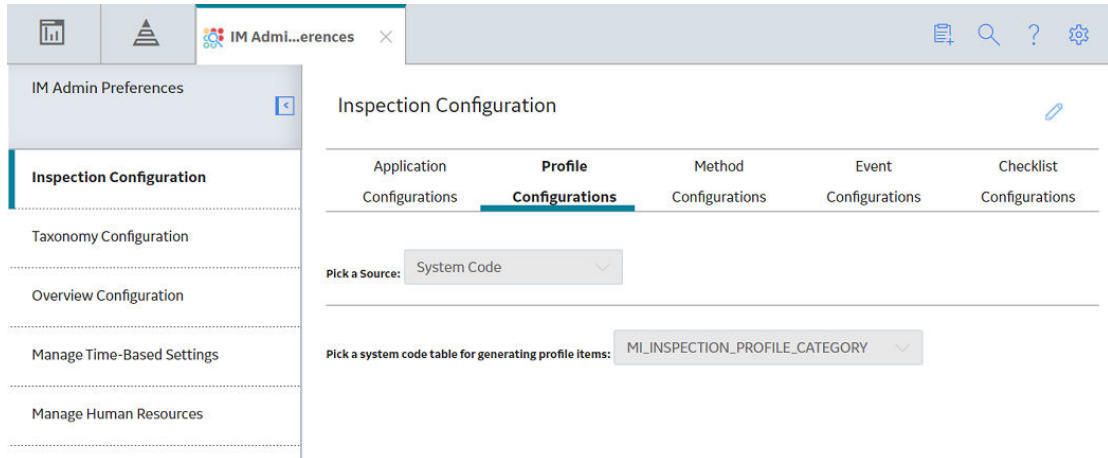 IM Admi...erences
IM Admin Preferences
Inspection Configuration
Taxonomy Configuration
Overview Configuration
Manage Time-Based Settings
Manage Human Resources
Inspection Configuration
Application
Configurations
Profile
Configurations
Method
Configurations
Event
Configurations
Checklist
Configurations
Pick a Source: System Code
Pick a system code table for generating profile items: MI_INSPECTION_PROFILE_CATEGORY